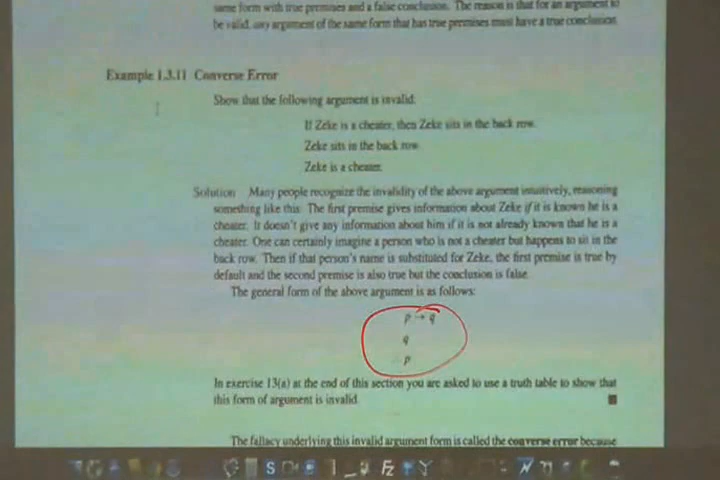 same form with true premises and a false conclusion. The reason is that for an argument to
be valid, any argument of the same form that has true premises must have a true conclusion.
Example 1.3.11 Converse Error
Show that the following argument is invalid.
If Zeke is a cheater, then Zeke sits in the back row.
Zeke sits in the back row.
Zeke is a cheater.
Solution Many people recognize the invalidity of the above argument intuitively, reasoning
something like this: The first premise gives information about Zeke if it is known he is a
cheater. It doesn't give any information about him if it is not already known that he is a
cheater. One can certainly imagine a person who is not a cheater but happens to sit in the
back row. Then if that person's name is substituted for Zeke, the first premise is true by
default and the second premise is also true but the conclusion is false.
The general form of the above argument is as follows:
p → q
q
p
In exercise 13(a) at the end of this section you are asked to use a truth table to show that
this form of argument is invalid.
The fallacy underlying this invalid argument form is called the converse error because